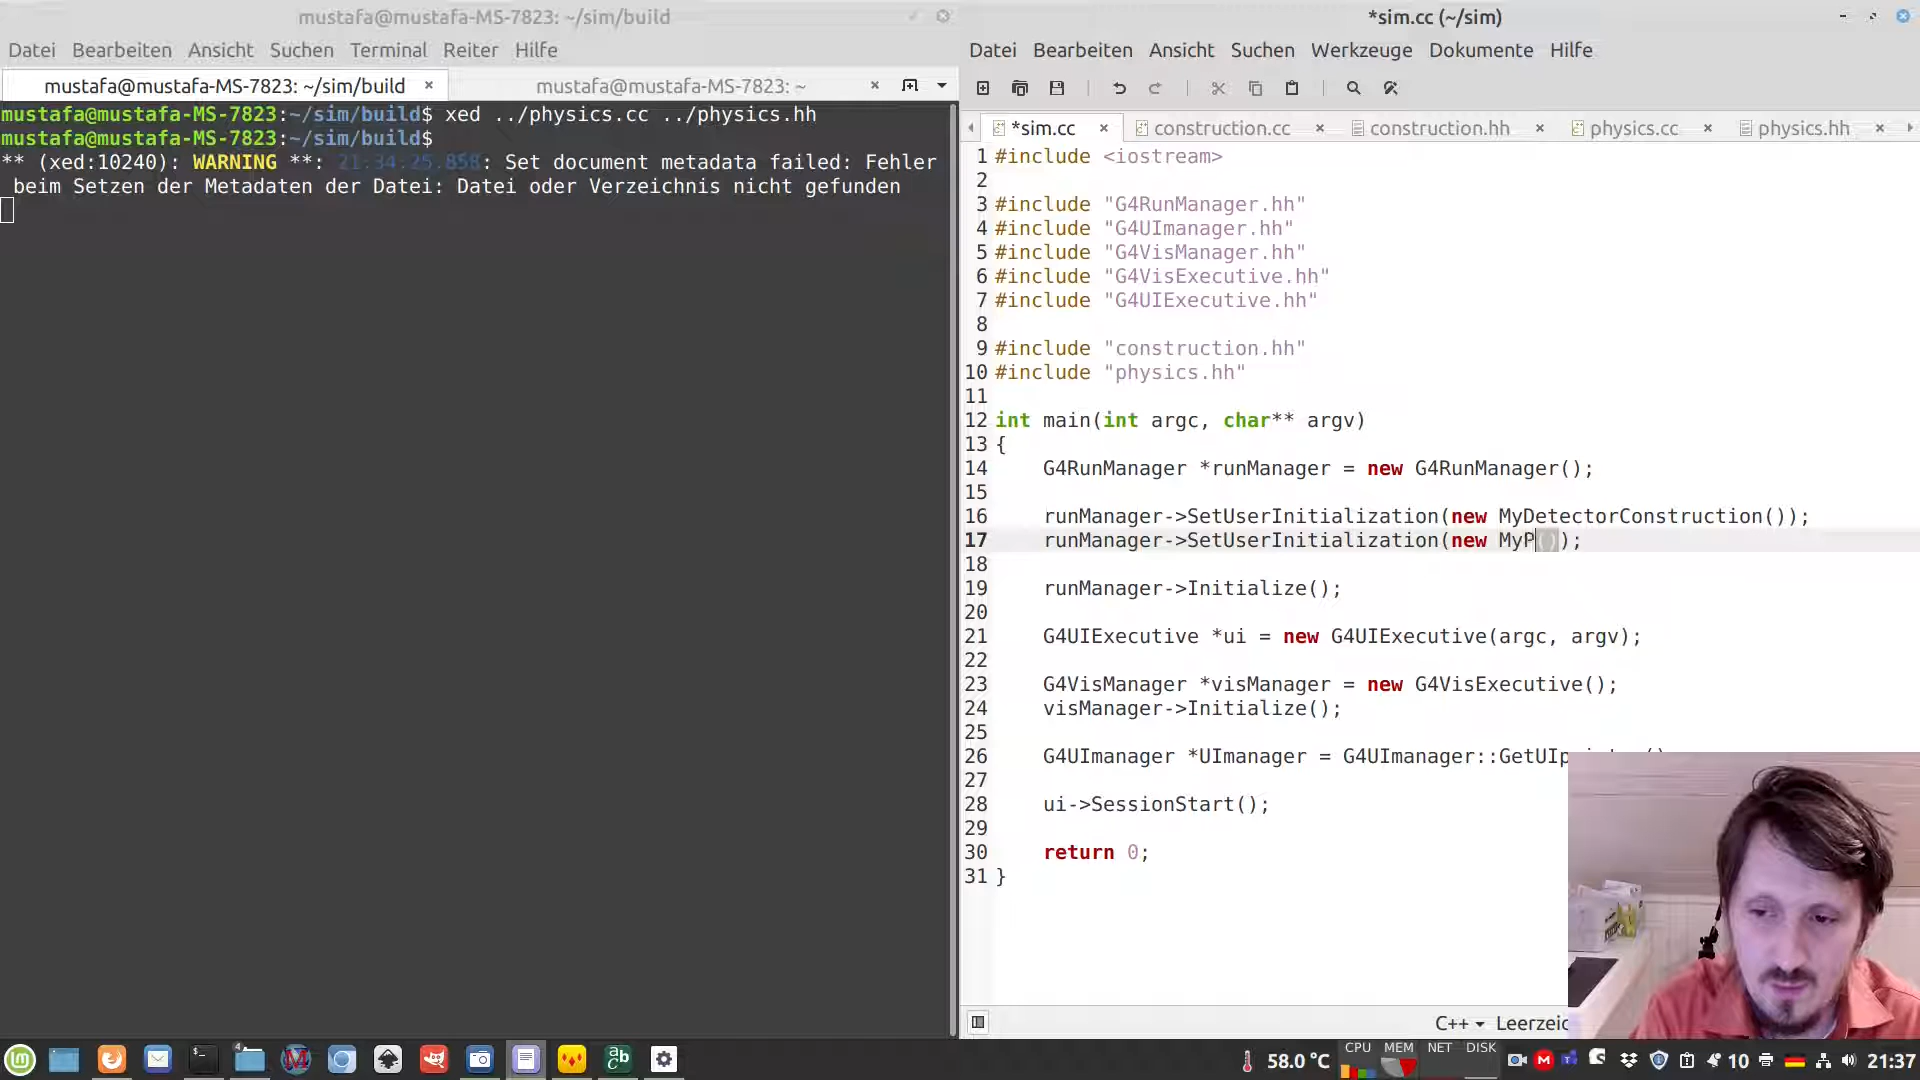 mustafa@mustafa-MS-7823: ~/sim/build
Datei Bearbeiten Ansicht Suchen Terminal Reiter Hilfe
mustafa@mustafa-MS-7823: ~/sim/build
mustafa@mustafa-MS-7823: ~
mustafa@mustafa-MS-7823:~/sim/build$ xed ../physics.cc ../physics.hh
mustafa@mustafa-MS-7823:~/sim/build$
** (xed:10240): WARNING **: 21:34:25.858: Set document metadata failed: Fehler
beim Setzen der Metadaten der Datei: Datei oder Verzeichnis nicht gefunden
*sim.cc (~/sim)
Datei Bearbeiten Ansicht Suchen Werkzeuge Dokumente Hilfe
*sim.cc construction.cc construction.hh physics.cc physics.hh
1 #include <iostream>
2
3 #include "G4RunManager.hh"
4 #include "G4UImanager.hh"
5 #include "G4VisManager.hh"
6 #include "G4VisExecutive.hh"
7 #include "G4UIExecutive.hh"
8
9 #include "construction.hh"
10 #include "physics.hh"
11
12 int main(int argc, char** argv)
13 {
14 G4RunManager *runManager = new G4RunManager();
15
16 runManager->SetUserInitialization(new MyDetectorConstruction());
17 runManager->SetUserInitialization(new MyP());
18
19 runManager->Initialize();
20
21 G4UIExecutive *ui = new G4UIExecutive(argc, argv);
22
23 G4VisManager *visManager = new G4VisExecutive();
24 visManager->Initialize();
25
26 G4UImanager *UImanager = G4UImanager::GetUIp
27
28 ui->SessionStart();
29
30 return 0;
31 }
C++ Leerzeic
4
abc
58.0 °C
CPU MEM NET DISK
10
21:37